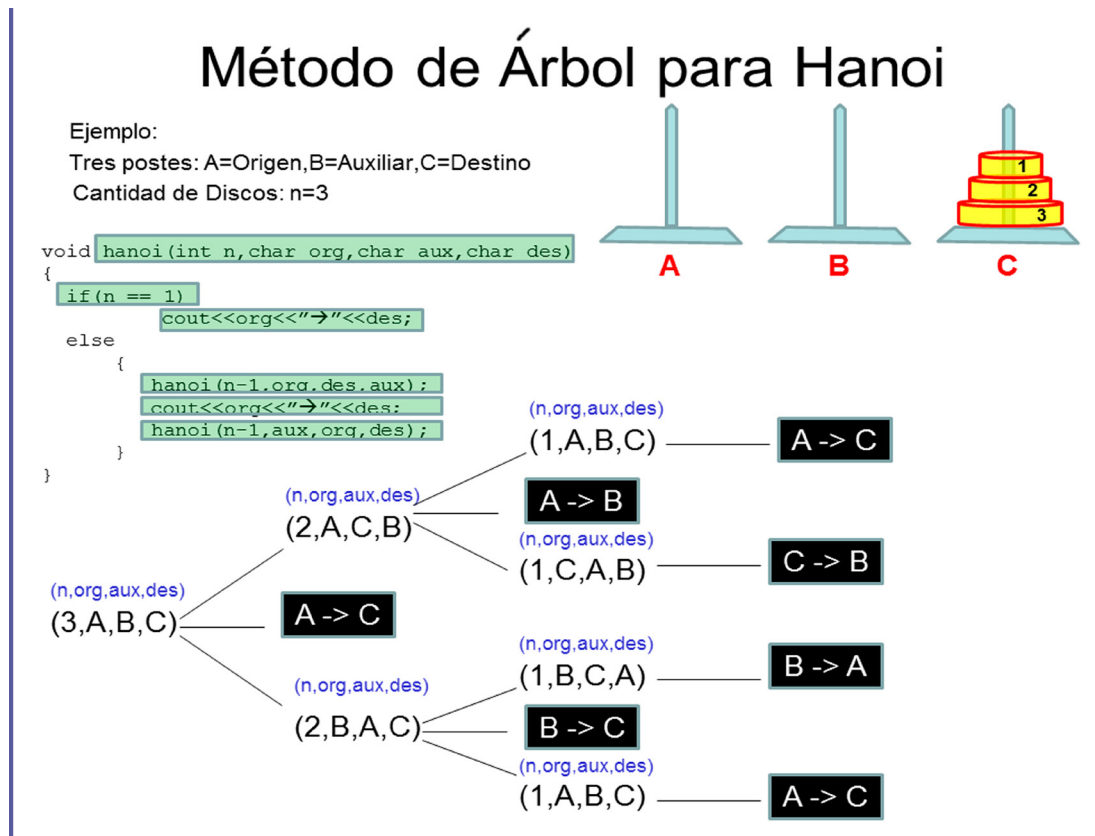 Método de Árbol para Hanoi
Ejemplo:
Tres postes: A=Origen,B=Auxiliar,C=Destino
Cantidad de Discos: n=3
1
2
3
A
B
C
void hanoi(int n,char org,char aux,char des)
{
if(n == 1)
cout<<org<<”→”<<des;
else
{
hanoi(n-1,org,des,aux);
cout<<org<<”→”<<des;
hanoi(n-1,aux,org,des);
}
}
(n,org,aux,des)
(1,A,B,C)
A -> C
(n,org,aux,des)
(2,A,C,B)
A -> B
(n,org,aux,des)
(1,C,A,B)
C -> B
(n,org,aux,des)
(3,A,B,C)
A -> C
(n,org,aux,des)
(1,B,C,A)
B -> A
(n,org,aux,des)
(2,B,A,C)
B -> C
(n,org,aux,des)
(1,A,B,C)
A -> C